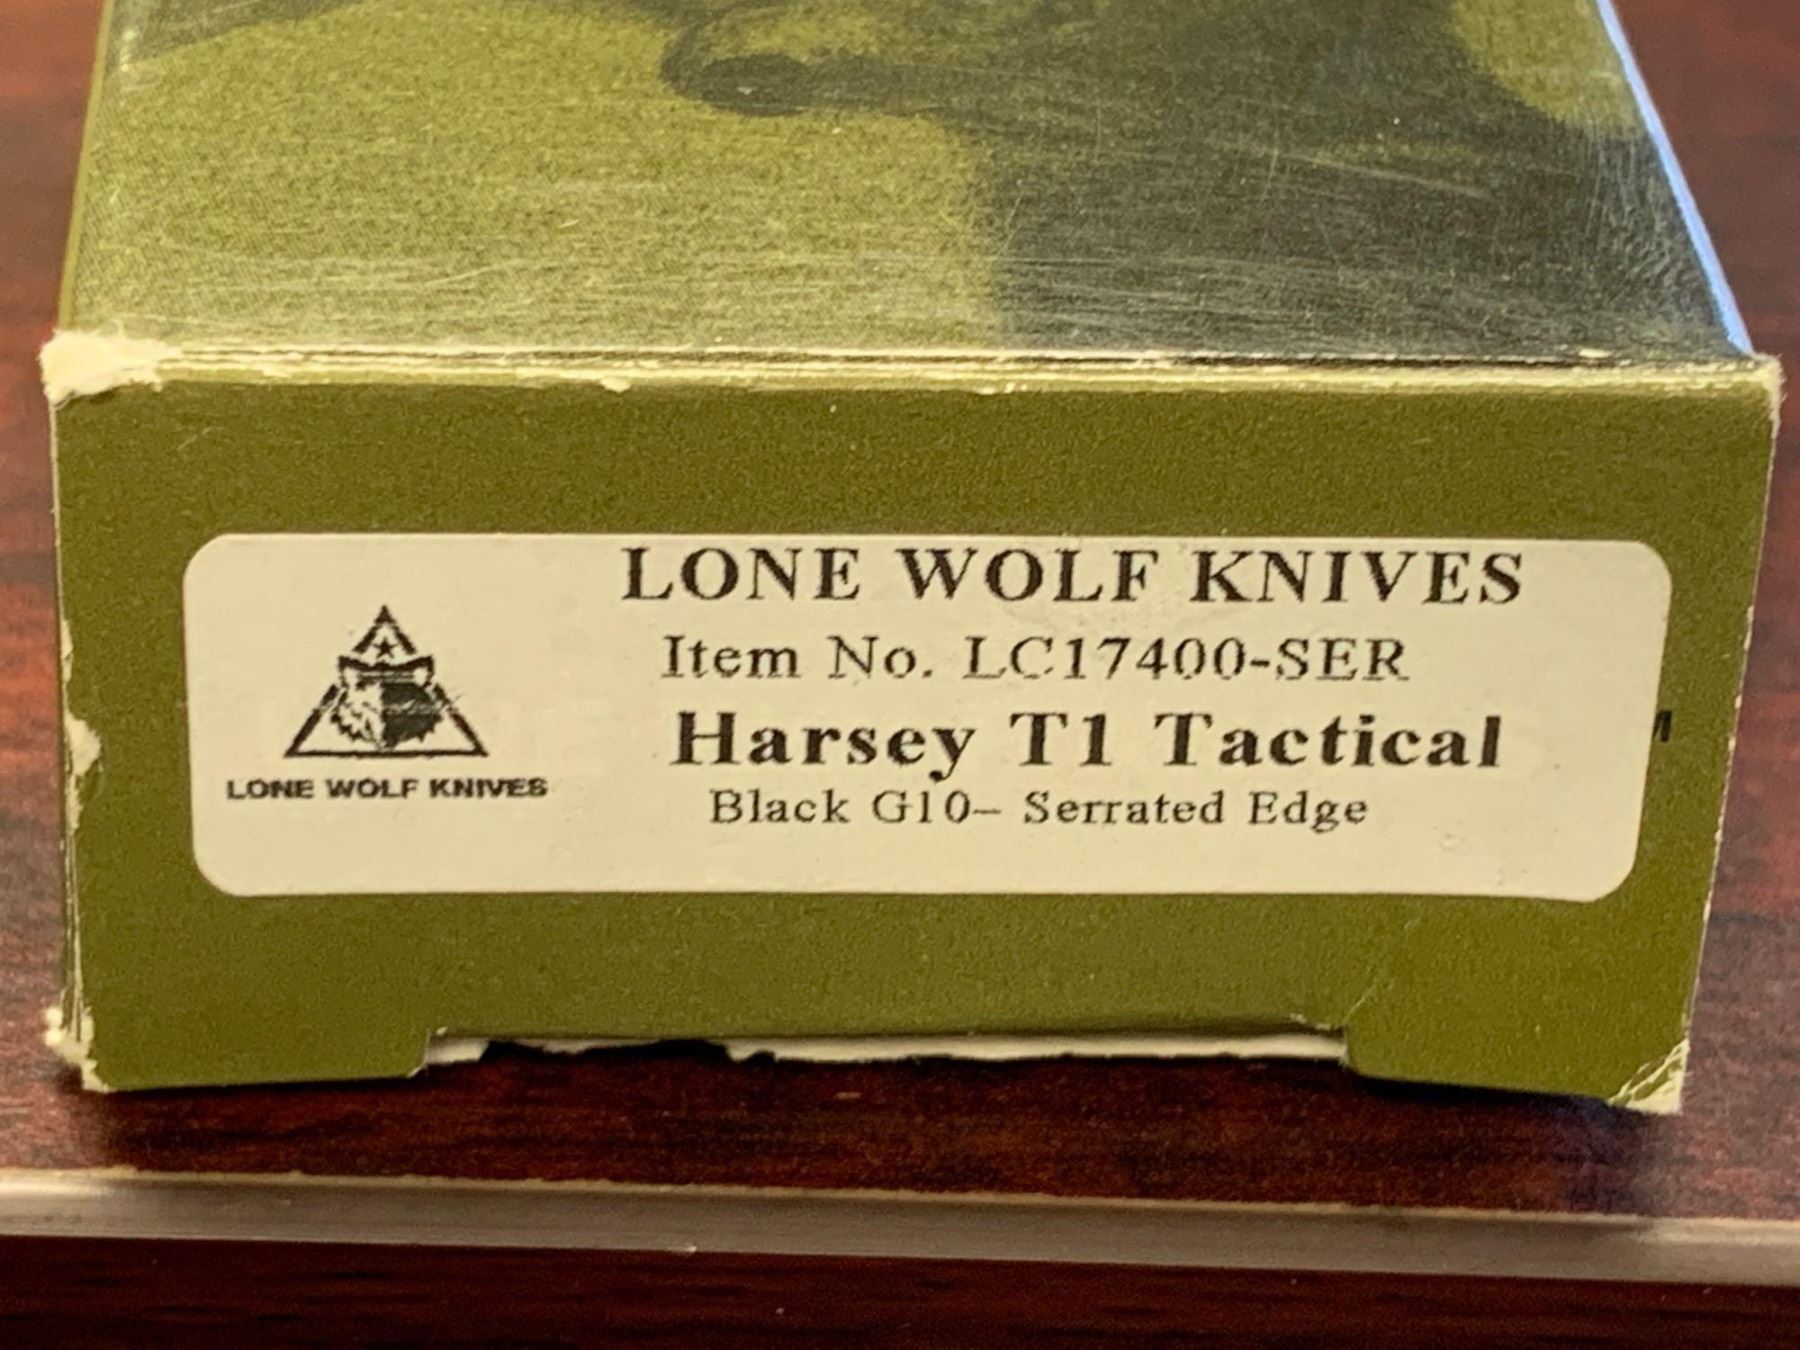 LONE WOLF KNIVES
Item No. LC17400-SER
Harsey T1 Tactical
Black G10– Serrated Edge
LONE WOLF KNIVES